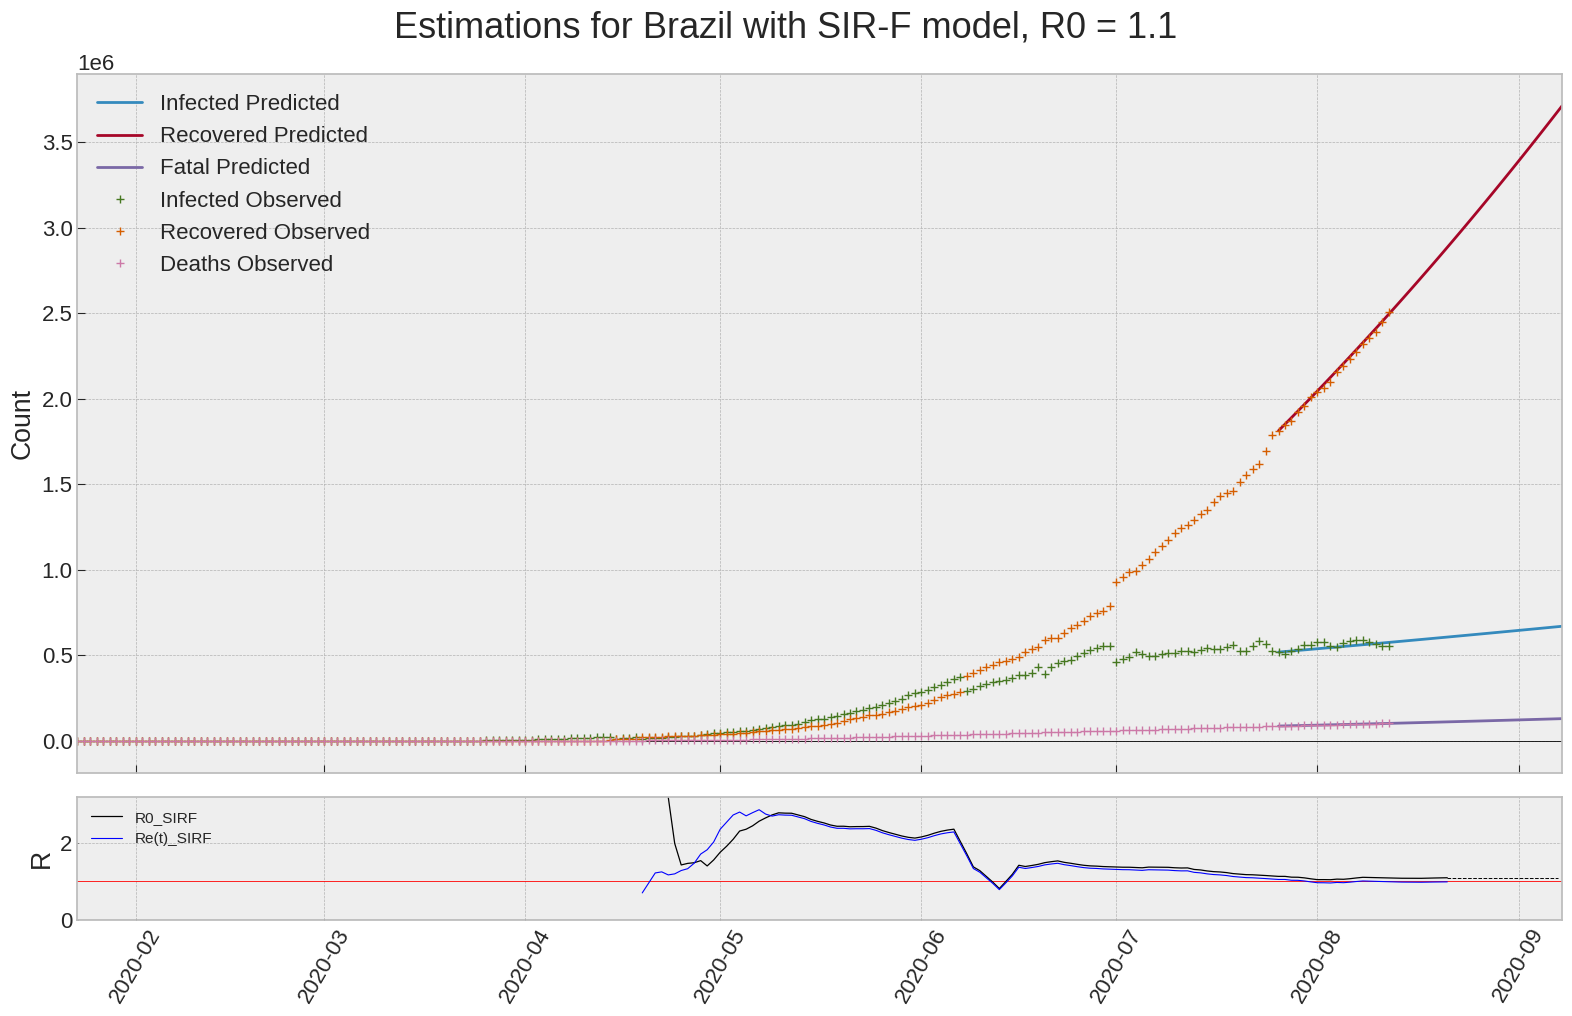 Estimations for Brazil with SIR-F model, R0 = 1.1
1e6
Infected Predicted
Recovered Predicted
Fatal Predicted
Infected Observed
Recovered Observed
Deaths Observed
3.5
3.0
2.5
2.0
1.5
1.0
0.5
0.0
Count
R0_SIRF
Re(t)_SIRF
2
0
R
2020-02
2020-03
2020-04
2020-05
2020-06
2020-07
2020-08
2020-09